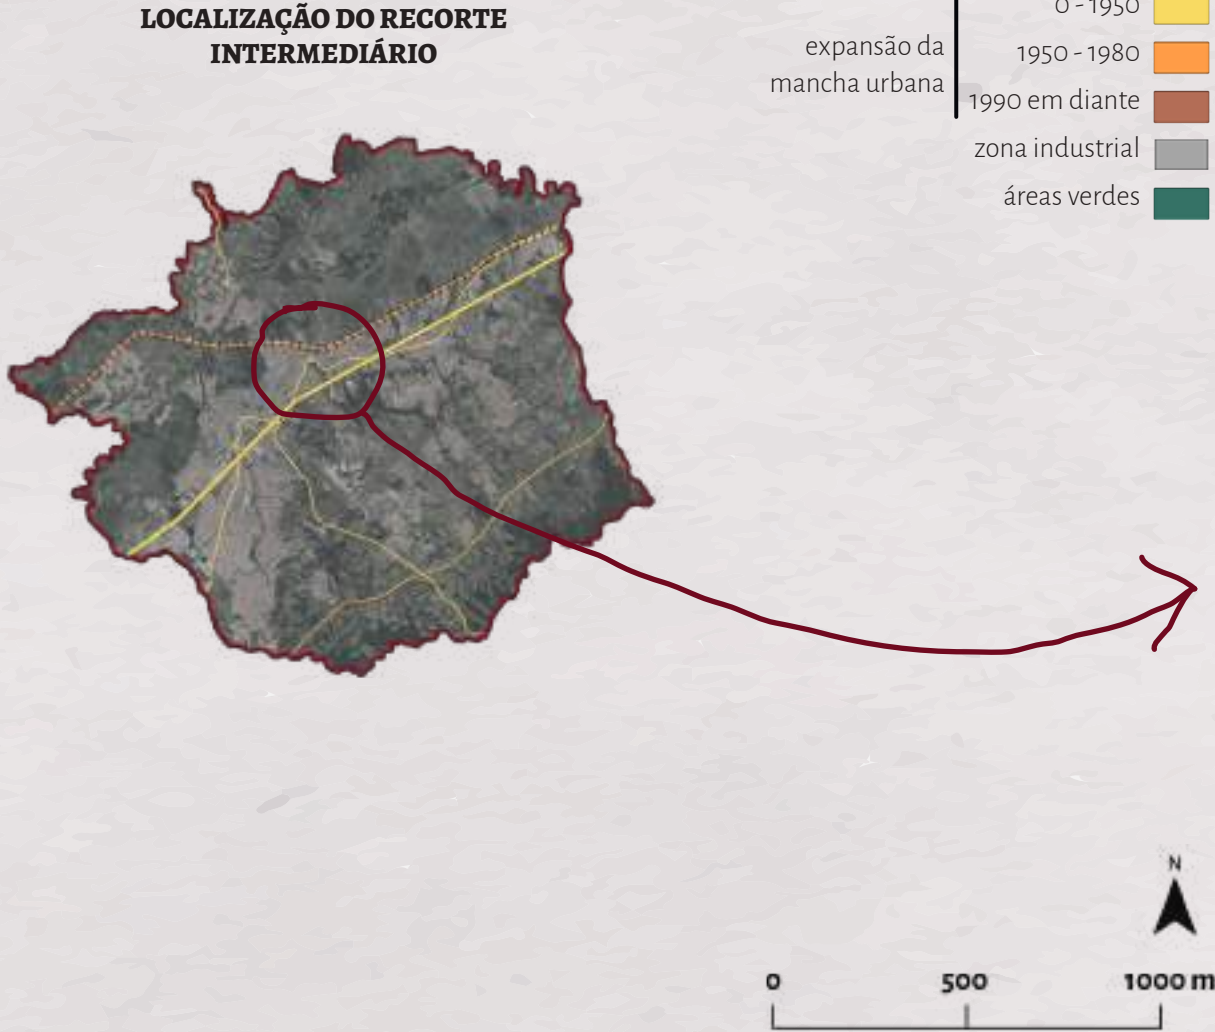 LOCALIZAÇÃO DO RECORTE
INTERMEDIÁRIO
expansão da
mancha urbana
0 - 1950
1950 - 1980
1990 em diante
zona industrial
áreas verdes
N
0 500 1000 m